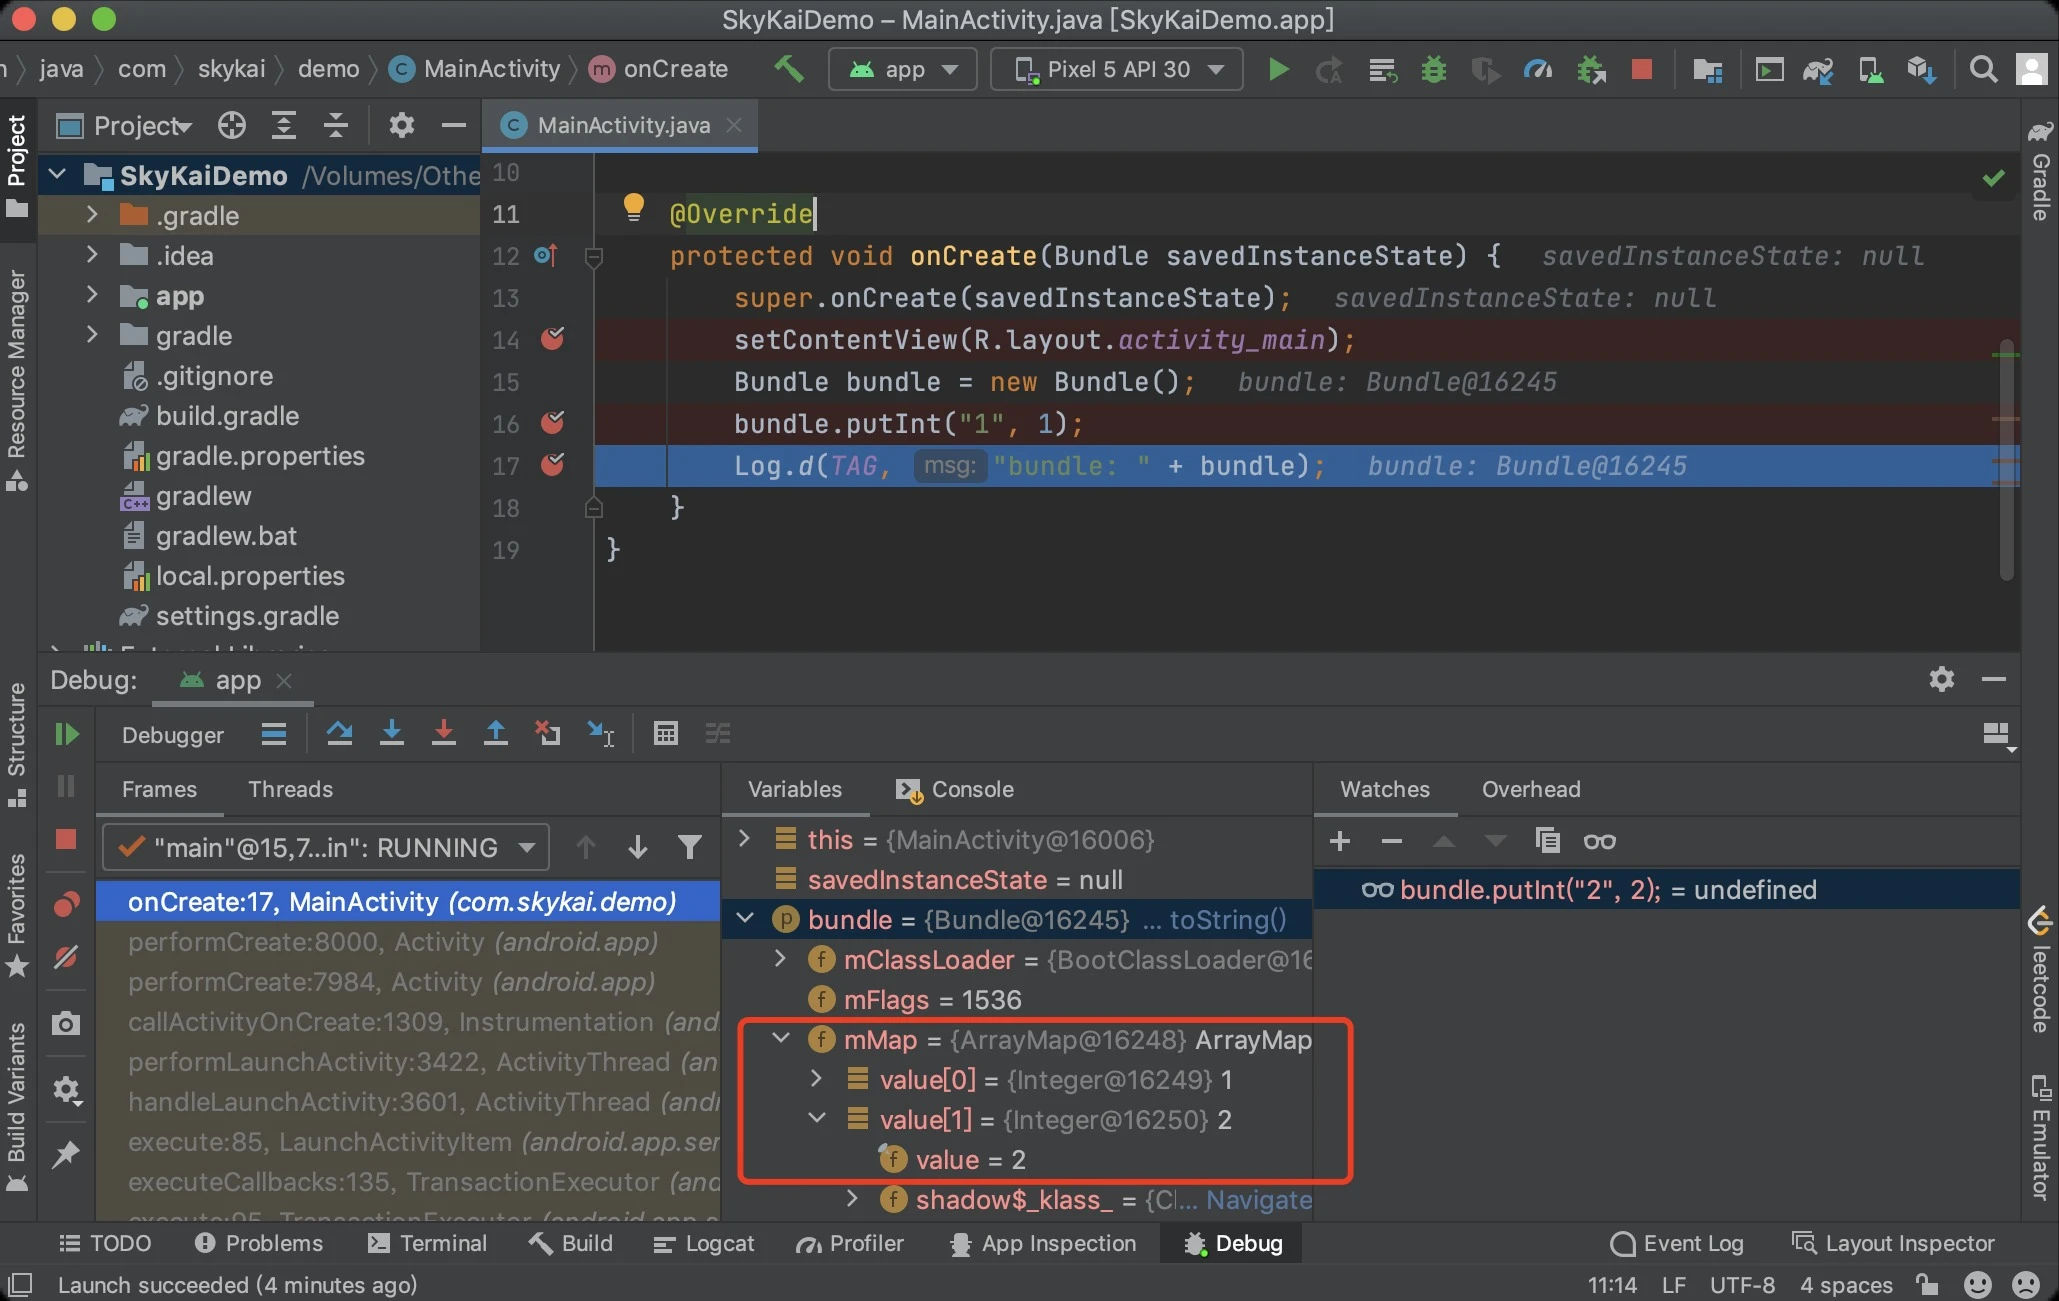 SkyKaiDemo – MainActivity.java [SkyKaiDemo.app]
java com skykai demo C MainActivity m onCreate app Pixel 5 API 30
Project
MainActivity.java
SkyKaiDemo /Volumes/Othe
.gradle
.idea
app
gradle
.gitignore
build.gradle
gradle.properties
gradlew
gradlew.bat
local.properties
settings.gradle
10
11 @Override
12 protected void onCreate(Bundle savedInstanceState) { savedInstanceState: null
13 super.onCreate(savedInstanceState); savedInstanceState: null
14 setContentView(R.layout.activity_main);
15 Bundle bundle = new Bundle(); bundle: Bundle@16245
16 bundle.putInt("1", 1);
17 Log.d(TAG, msg: "bundle: " + bundle); bundle: Bundle@16245
18 }
19 }
Project
Resource Manager
Structure
Favorites
Build Variants
Gradle
leetcode
Emulator
Debug: app
Debugger
Frames Threads
"main"@15,7...in": RUNNING
onCreate:17, MainActivity (com.skykai.demo)
performCreate:8000, Activity (android.app)
performCreate:7984, Activity (android.app)
callActivityOnCreate:1309, Instrumentation (and
performLaunchActivity:3422, ActivityThread (an
handleLaunchActivity:3601, ActivityThread (and
execute:85, LaunchActivityItem (android.app.ser
executeCallbacks:135, TransactionExecutor (and
Variables Console
this = {MainActivity@16006}
savedInstanceState = null
p bundle = {Bundle@16245} ... toString()
f mClassLoader = {BootClassLoader@16
f mFlags = 1536
f mMap = {ArrayMap@16248} ArrayMap
value[0] = {Integer@16249} 1
value[1] = {Integer@16250} 2
f value = 2
f shadow$_klass_ = {Cl... Navigate
Watches Overhead
bundle.putInt("2", 2); = undefined
TODO Problems Terminal Build Logcat Profiler App Inspection Debug Event Log Layout Inspector
Launch succeeded (4 minutes ago) 11:14 LF UTF-8 4 spaces